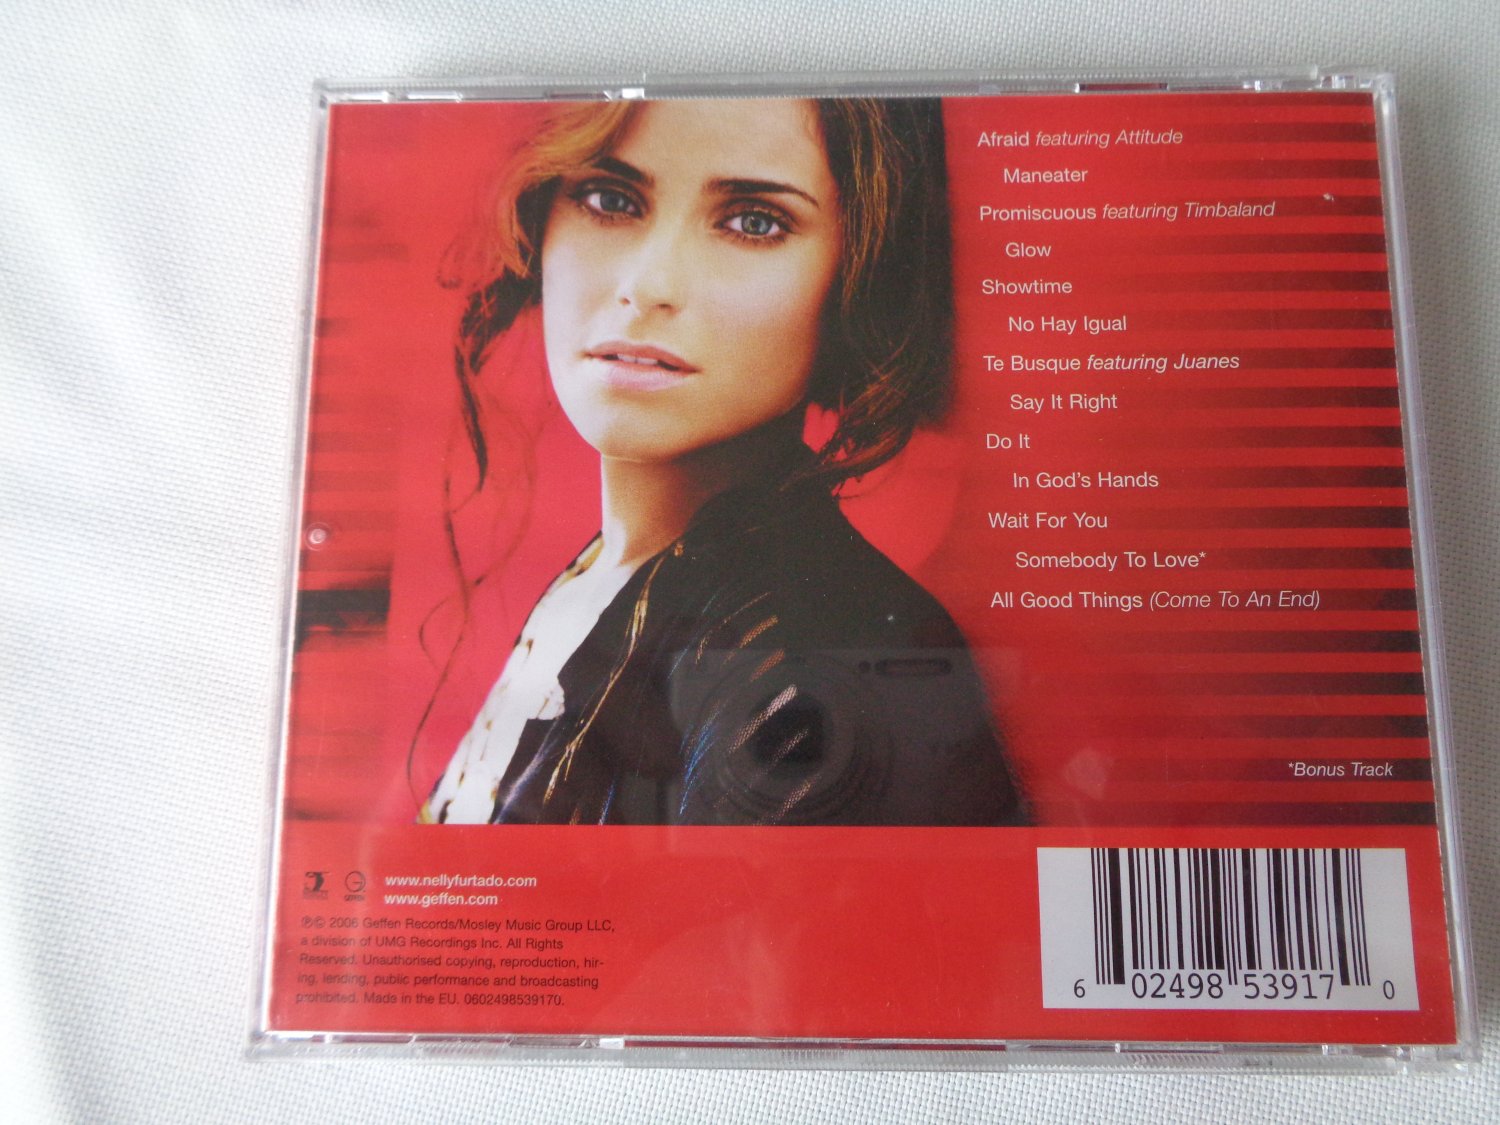 Afraid featuring Attitude
Maneater
Promiscuous featuring Timbaland
Glow
Showtime
No Hay Igual
Te Busque featuring Juanes
Say It Right
Do It
In God's Hands
Wait For You
Somebody To Love*
All Good Things (Come To An End)
*Bonus Track
GEFFEN
www.nellyfurtado.com
www.geffen.com
℗© 2006 Geffen Records/Mosley Music Group LLC,
a division of UMG Recordings Inc. All Rights
Reserved. Unauthorised copying, reproduction, hir-
ing, lending, public performance and broadcasting
prohibited. Made in the EU. 0602498539170.
6 02498 53917 0